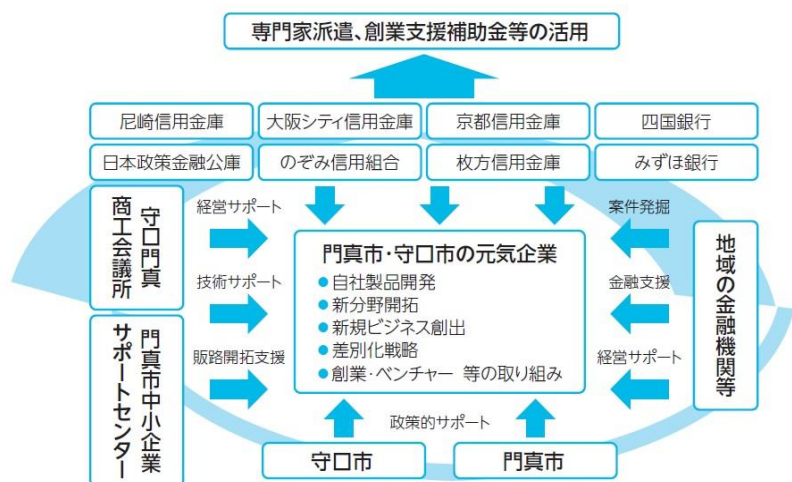 専門家派遣、創業支援補助金等の活用
尼崎信用金庫
大阪シティ信用金庫
京都信用金庫
四国銀行
日本政策金融公庫
のぞみ信用組合
枚方信用金庫
みずほ銀行
守口門真
商工会議所
門真市中小企業
サポートセンター
経営サポート
技術サポート
販路開拓支援
門真市・守口市の元気企業
●自社製品開発
●新分野開拓
●新規ビジネス創出
●差別化戦略
●創業・ベンチャー 等の取り組み
案件発掘
金融支援
経営サポート
地域の金融機関等
政策的サポート
守口市
門真市